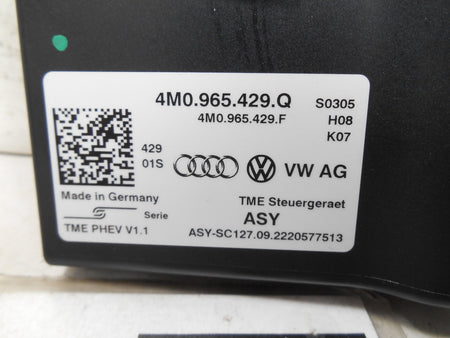 4M0.965.429.Q S0305
4M0.965.429.F H08
K07
429
01S VW AG
Made in Germany TME Steuergeraet
Serie ASY
TME PHEV V1.1 ASY-SC127.09.2220577513